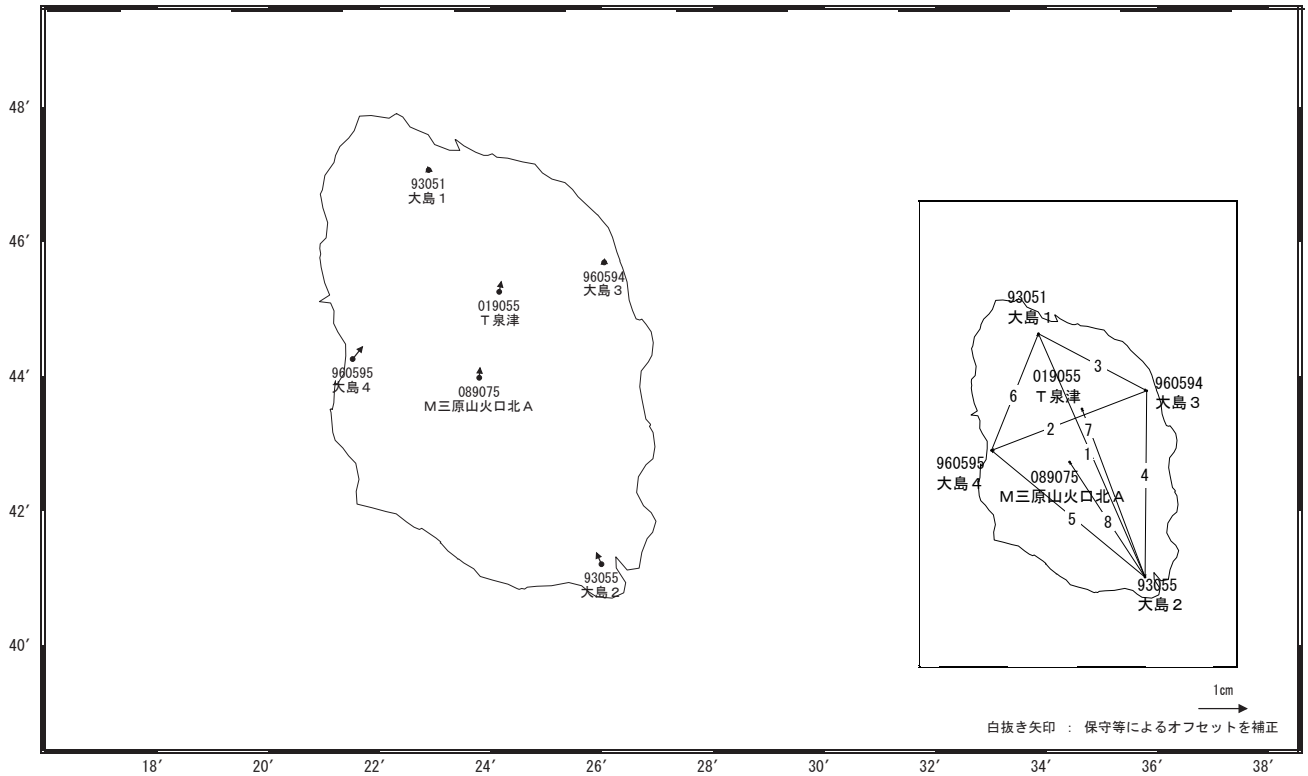 48′
46′
44′
42′
40′
18′
20′
22′
24′
26′
28′
30′
32′
34′
36′
38′
93051
大島１
960594
大島３
019055
Ｔ泉津
960595
大島４
089075
Ｍ三原山火口北Ａ
93055
大島２
93051
大島１
3
019055
Ｔ泉津
960594
大島３
6
2
7
1
960595
大島４
089075
Ｍ三原山火口北Ａ
4
5
8
93055
大島２
1cm
白抜き矢印 ： 保守等によるオフセットを補正